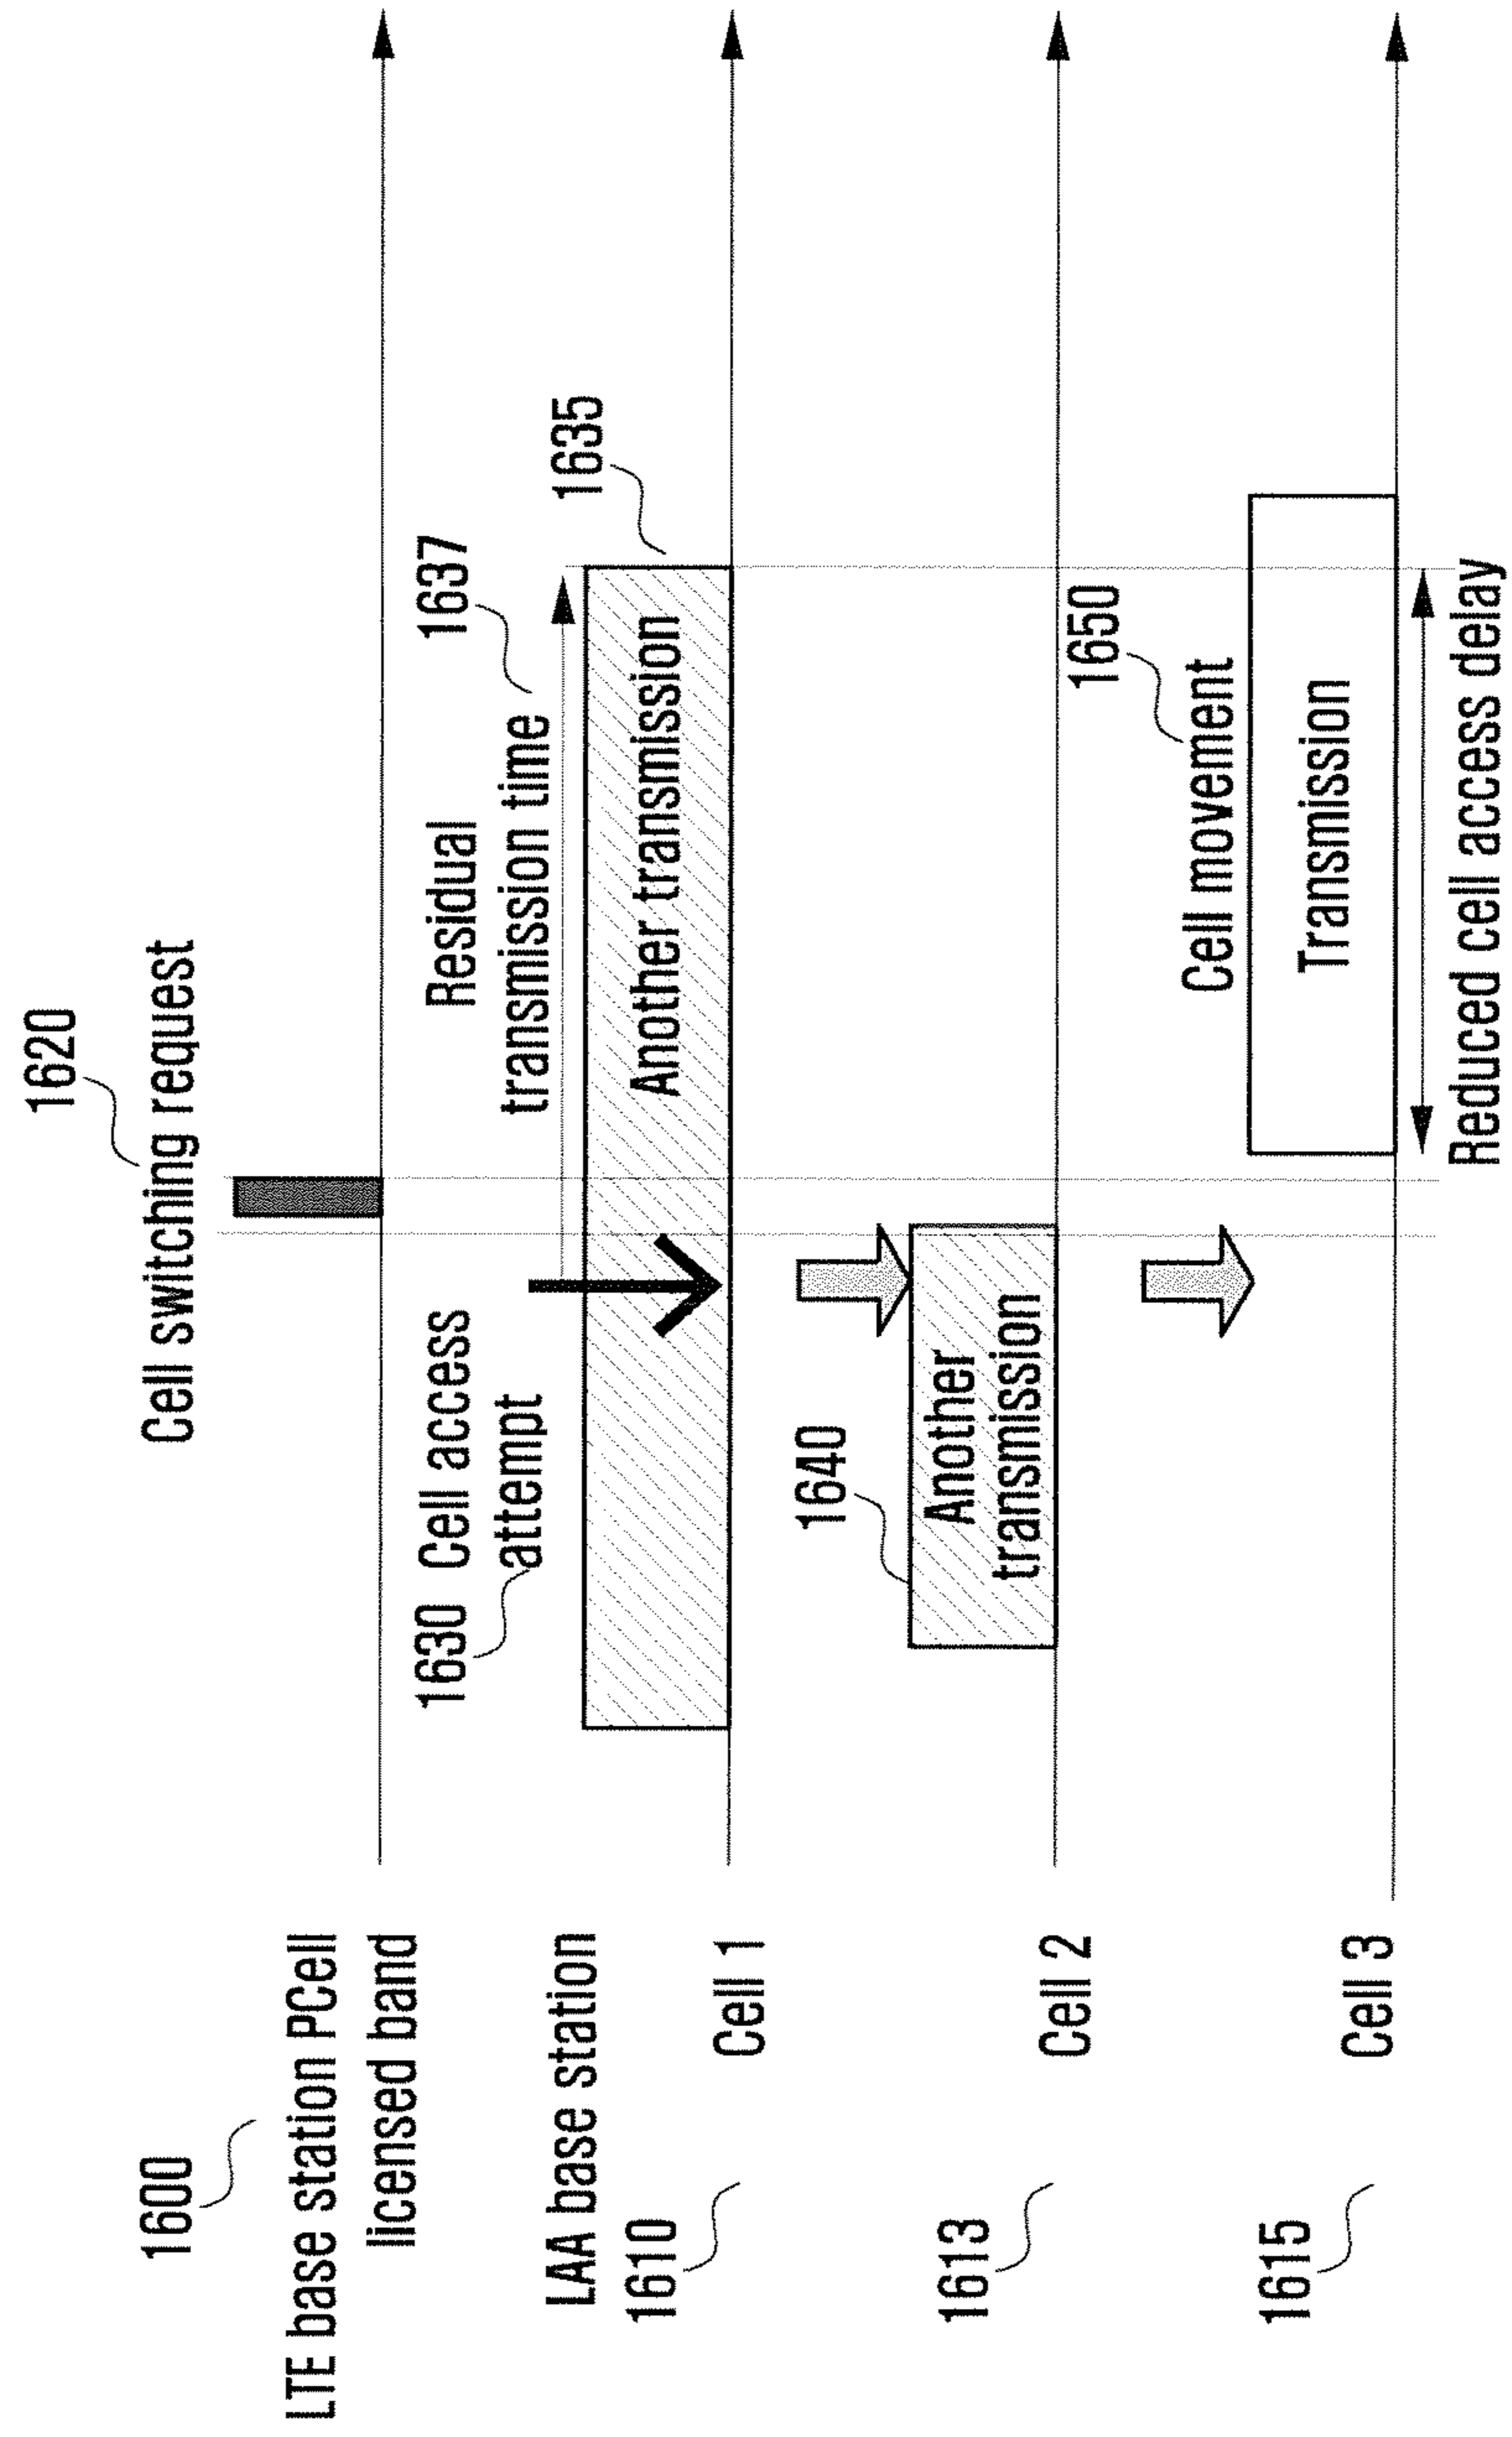 1620
Cell switching request
1600
LTE base station PCell
licensed band
1630
Cell access
attempt
Residual
transmission time
1637
1635
LAA base station
1610
Cell 1
Another transmission
1640
1613
Cell 2
Another
transmission
1650
Cell movement
1615
Cell 3
Transmission
Reduced cell access delay